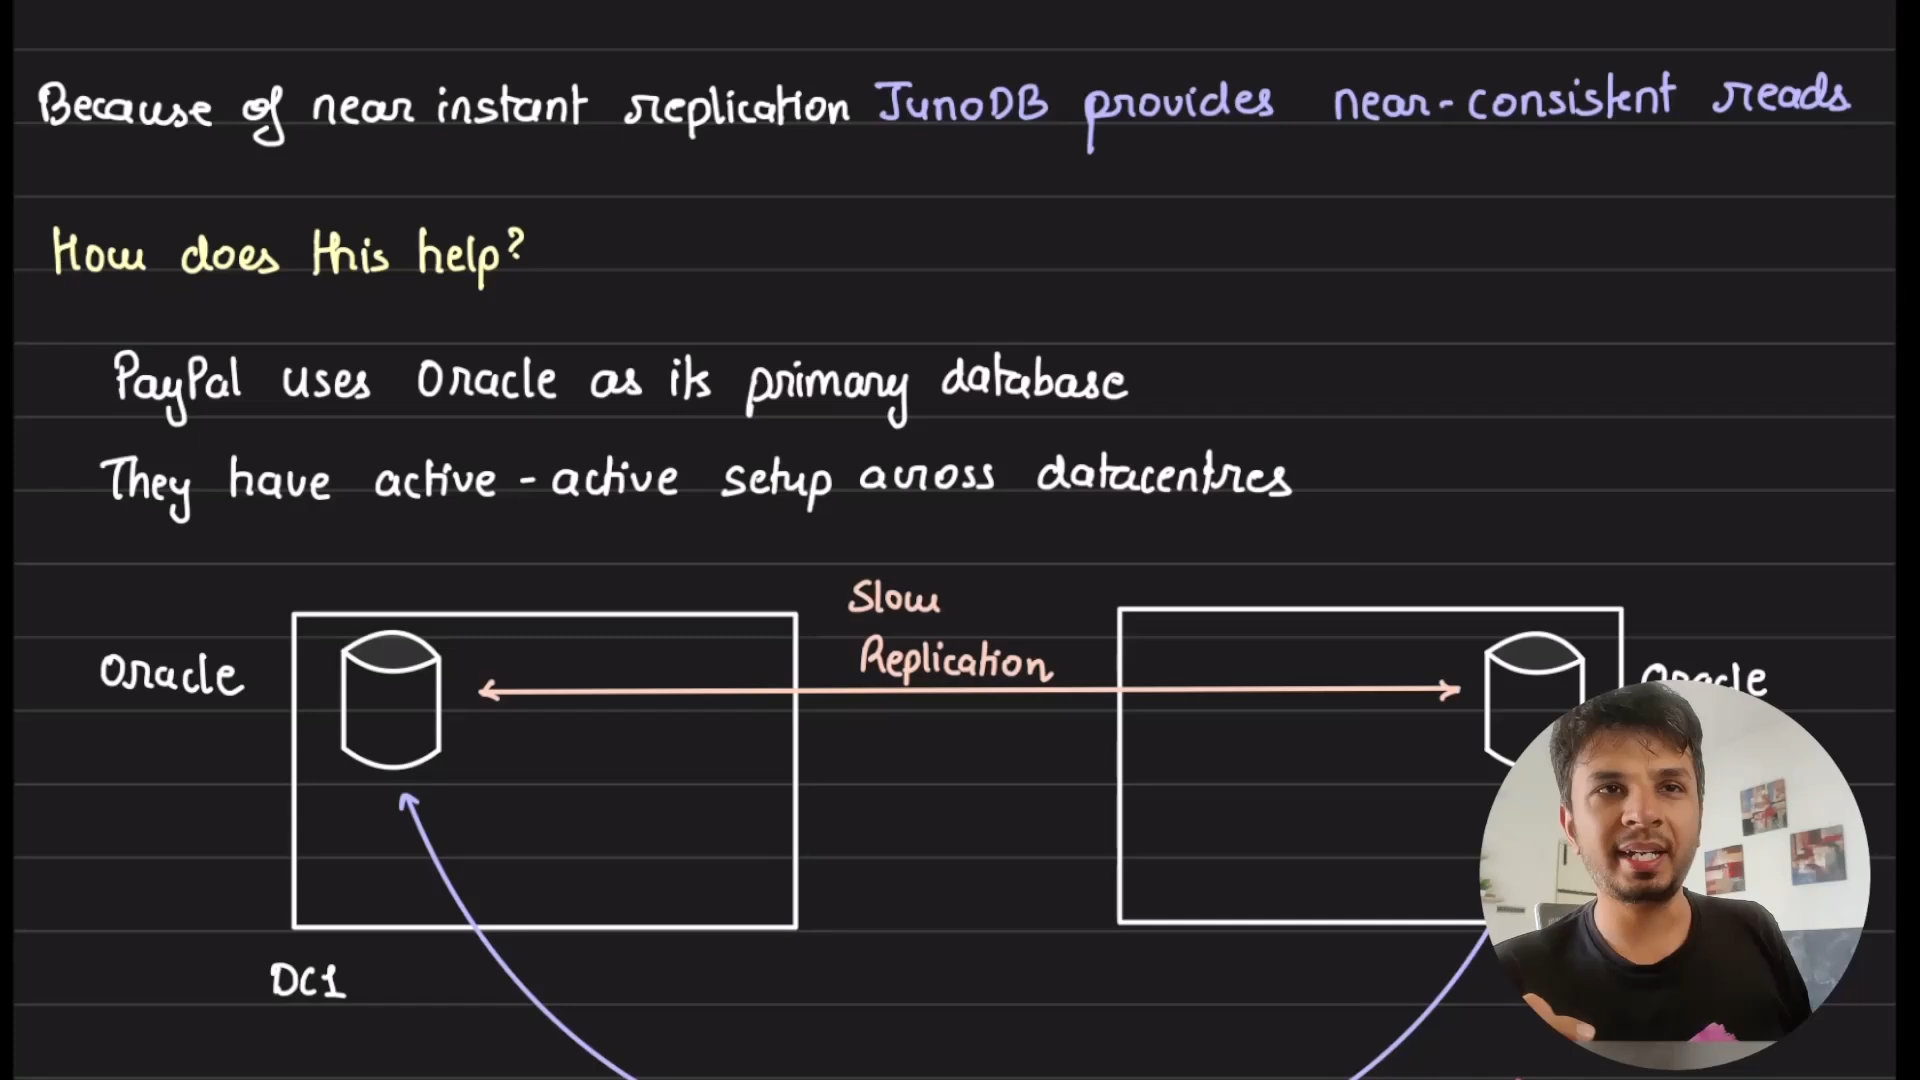 Because of near instant replication JunoDB provides near-consistent reads
How does this help?
PayPal uses Oracle as its primary database
They have active-active setup across datacentres
Slow
Replication
Oracle
Oracle
DC1